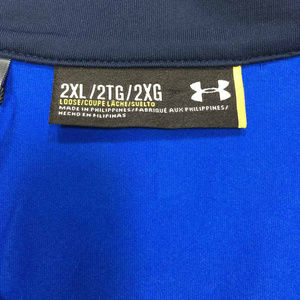 2XL/2TG/2XG
LOOSE/COUPE LÂCHE/SUELTO
MADE IN PHILIPPINES/FABRIQUÉ AUX PHILIPPINES/
HECHO EN FILIPINAS